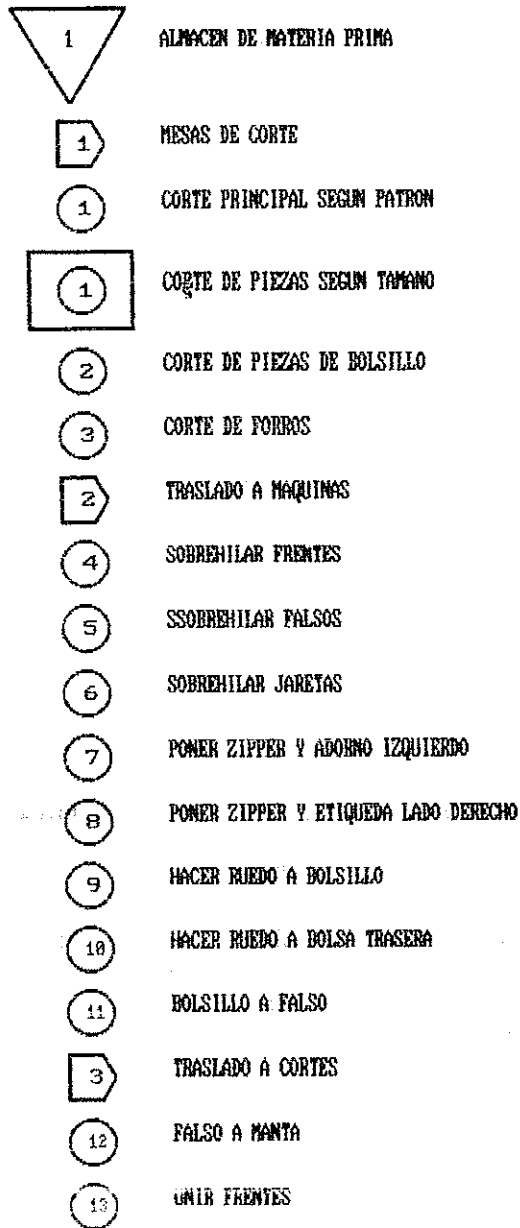 1 ALMACEN DE MATERIA PRIMA
1 MESAS DE CORTE
1 CORTE PRINCIPAL SEGUN PATRON
1 CORTE DE PIEZAS SEGUN TAMANO
2 CORTE DE PIEZAS DE BOLSILLO
3 CORTE DE FORROS
2 TRASLADO A MAQUINAS
4 SOBREHILAR FRENTES
5 SSOBREHILAR FALSOS
6 SOBREHILAR JARETAS
7 PONER ZIPPER Y ADORNO IZQUIERDO
8 PONER ZIPPER Y ETIQUEDA LADO DERECHO
9 HACER RUEDO A BOLSILLO
10 HACER RUEDO A BOLSA TRASERA
11 BOLSILLO A FALSO
3 TRASLADO A CORTES
12 FALSO A MANTA
13 UNIR FRENTES